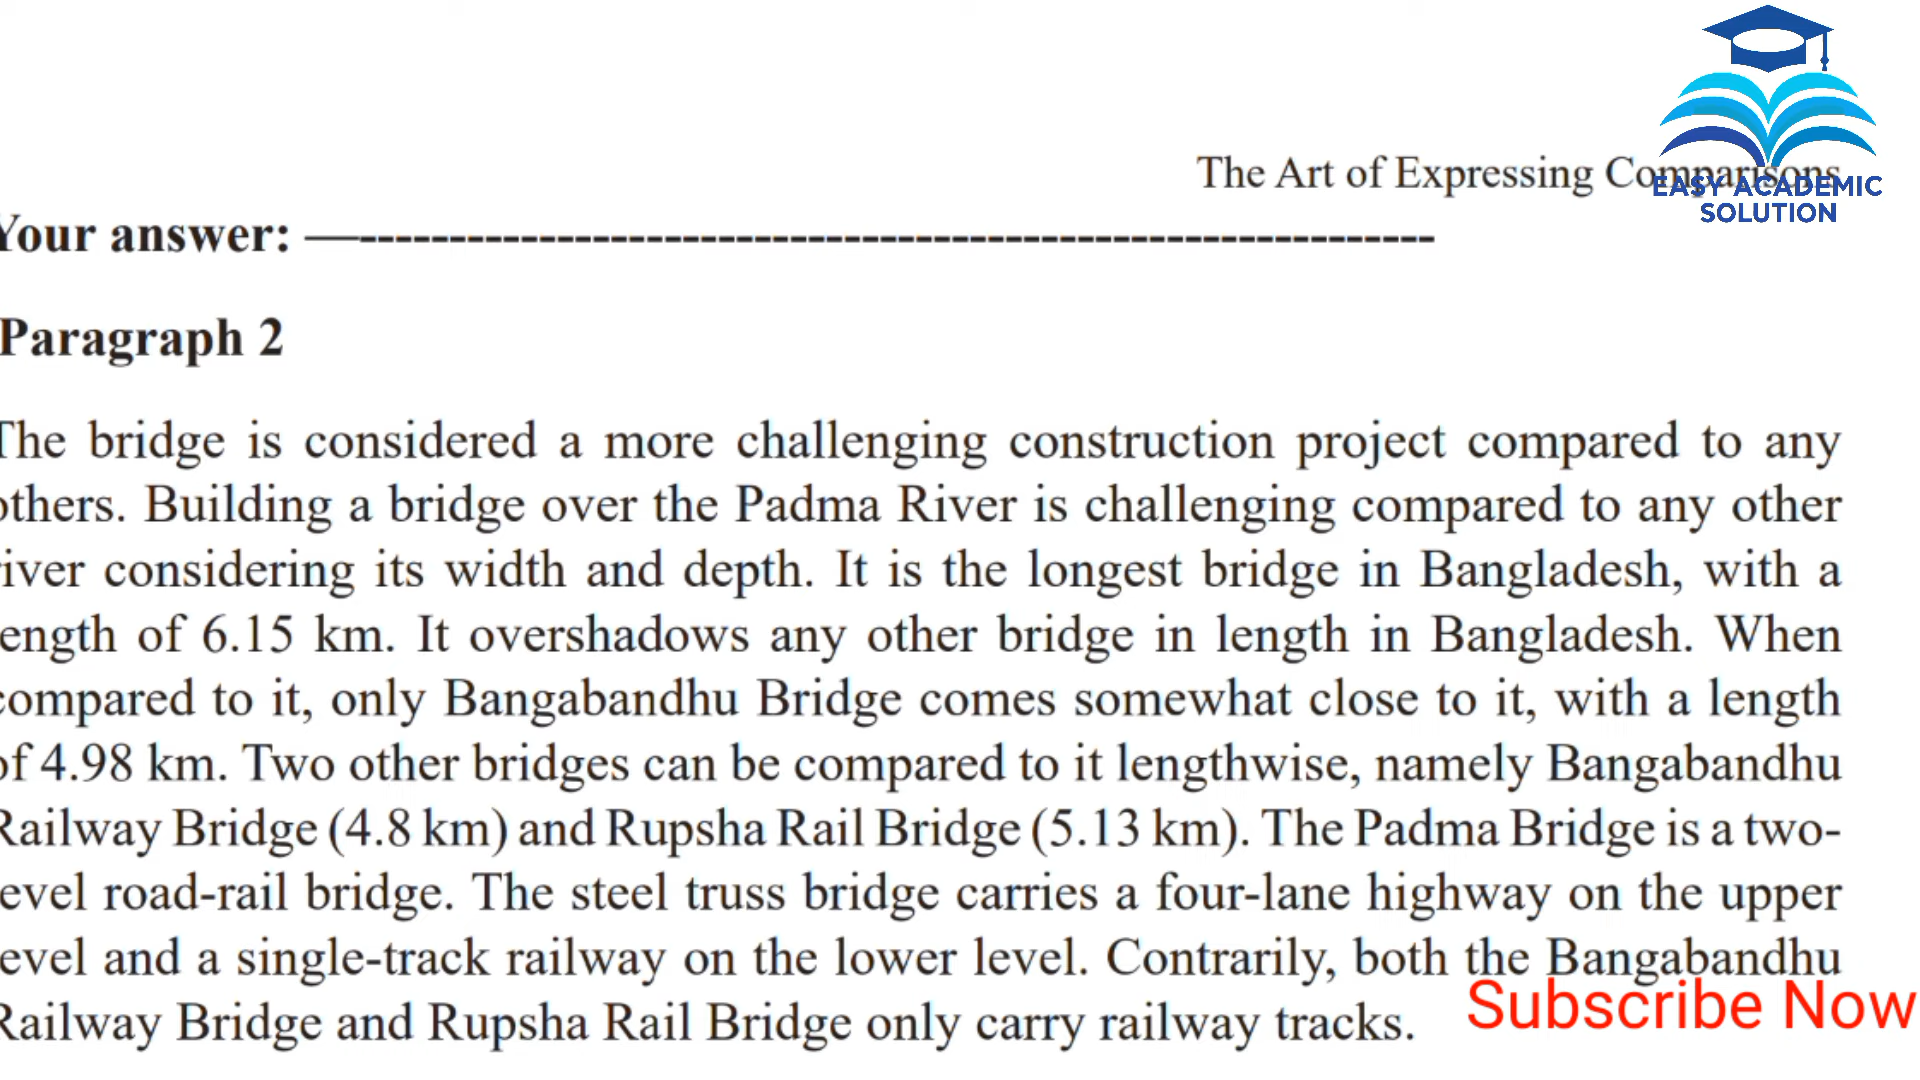 The Art of Expressing Comparisons
EASY ACADEMIC
SOLUTION
Your answer: —------------------------------------------------------------
Paragraph 2
The bridge is considered a more challenging construction project compared to any
others. Building a bridge over the Padma River is challenging compared to any other
river considering its width and depth. It is the longest bridge in Bangladesh, with a
length of 6.15 km. It overshadows any other bridge in length in Bangladesh. When
compared to it, only Bangabandhu Bridge comes somewhat close to it, with a length
of 4.98 km. Two other bridges can be compared to it lengthwise, namely Bangabandhu
Railway Bridge (4.8 km) and Rupsha Rail Bridge (5.13 km). The Padma Bridge is a two-
level road-rail bridge. The steel truss bridge carries a four-lane highway on the upper
level and a single-track railway on the lower level. Contrarily, both the Bangabandhu
Railway Bridge and Rupsha Rail Bridge only carry railway tracks.
Subscribe Now